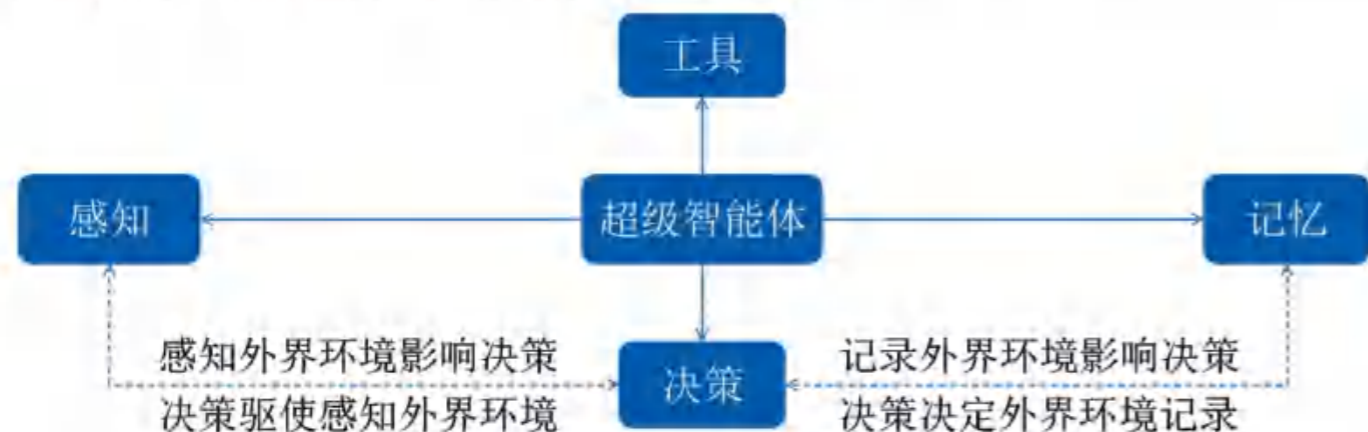 工具
感知
超级智能体
记忆
感知外界环境影响决策
决策驱使感知外界环境
决策
记录外界环境影响决策
决策决定外界环境记录